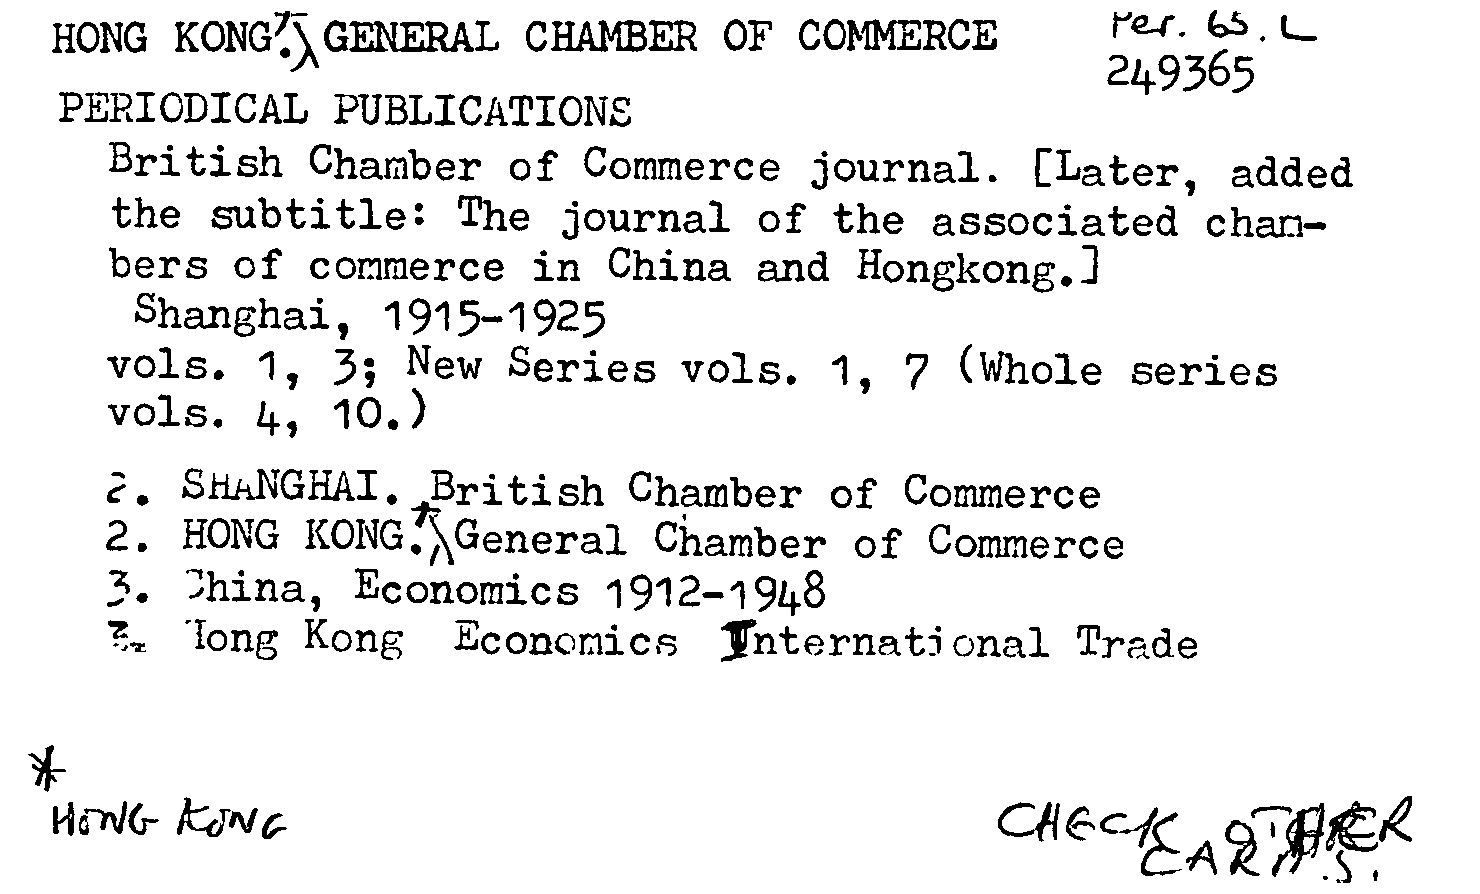 HONG KONG.* GENERAL CHAMBER OF COMMERCE
Per. 65. L
249365
PERIODICAL PUBLICATIONS
British Chamber of Commerce journal. [Later, added
the subtitle: The journal of the associated cham-
bers of commerce in China and Hongkong.]
Shanghai, 1915-1925
vols. 1, 3; New Series vols. 1, 7 (Whole series
vols. 4, 10.)
2. SHANGHAI. British Chamber of Commerce
2. HONG KONG.* General Chamber of Commerce
3. China, Economics 1912-1948
3. Hong Kong Economics International Trade
*
HONG KONG
CHECK OTHER
CARDS.